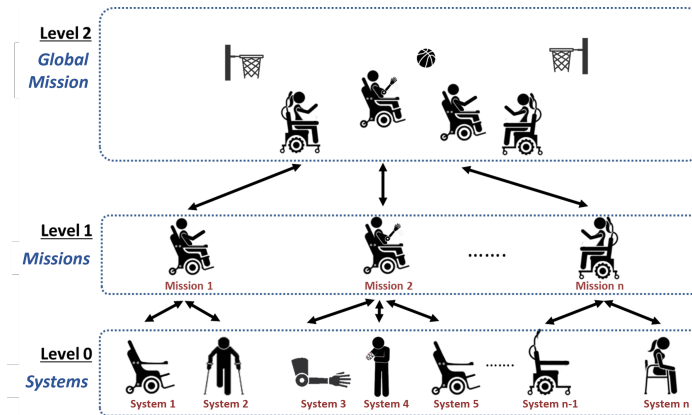 Level 2
Global
Mission
Level 1
Missions
Mission 1
Mission 2
.......
Mission n
Level 0
Systems
.......
System 1
System 2
System 3
System 4
System 5
System n-1
System n